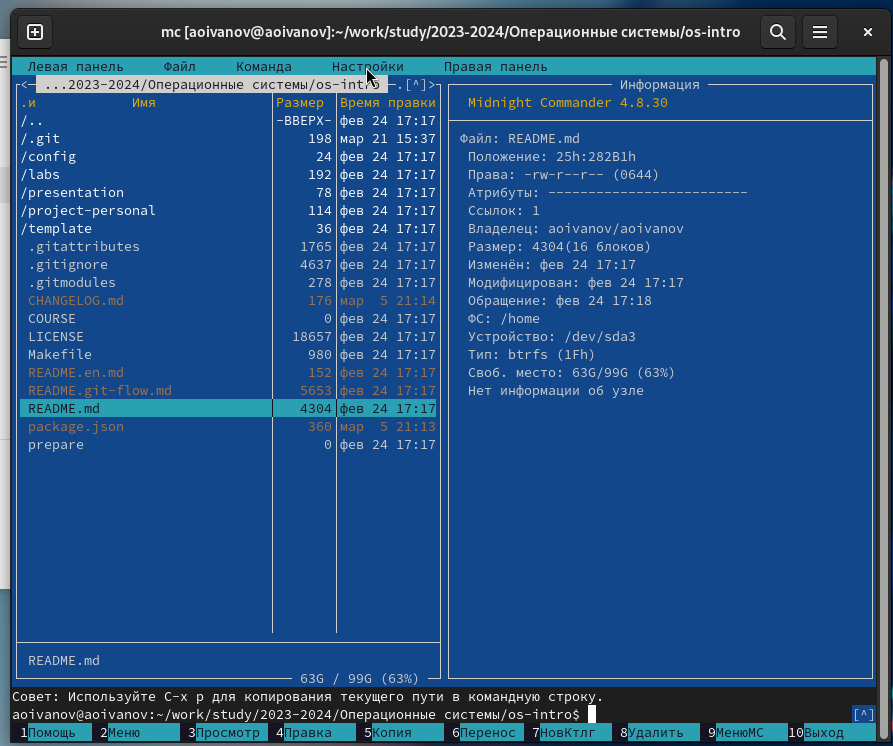 mc [aoivanov@aoivanov]:~/work/study/2023-2024/Операционные системы/os-intro
Левая панель Файл Команда Настройки Правая панель
<─ ...2023-2024/Операционные системы/os-intro ─.[^]>
.и Имя Размер Время правки
/.. -ВВЕРХ- фев 24 17:17
/.git 198 мар 21 15:37
/config 24 фев 24 17:17
/labs 192 фев 24 17:17
/presentation 78 фев 24 17:17
/project-personal 114 фев 24 17:17
/template 36 фев 24 17:17
.gitattributes 1765 фев 24 17:17
.gitignore 4637 фев 24 17:17
.gitmodules 278 фев 24 17:17
CHANGELOG.md 176 мар 5 21:14
COURSE 0 фев 24 17:17
LICENSE 18657 фев 24 17:17
Makefile 980 фев 24 17:17
README.en.md 152 фев 24 17:17
README.git-flow.md 5653 фев 24 17:17
README.md 4304 фев 24 17:17
package.json 360 мар 5 21:13
prepare 0 фев 24 17:17
README.md
63G / 99G (63%)
Информация
Midnight Commander 4.8.30
Файл: README.md
Положение: 25h:282B1h
Права: -rw-r--r-- (0644)
Атрибуты: -------------------------
Ссылок: 1
Владелец: aoivanov/aoivanov
Размер: 4304(16 блоков)
Изменён: фев 24 17:17
Модифицирован: фев 24 17:17
Обращение: фев 24 17:18
ФС: /home
Устройство: /dev/sda3
Тип: btrfs (1Fh)
Своб. место: 63G/99G (63%)
Нет информации об узле
Совет: Используйте C-x p для копирования текущего пути в командную строку.
aoivanov@aoivanov:~/work/study/2023-2024/Операционные системы/os-intro$ [^]
1Помощь 2Меню 3Просмотр 4Правка 5Копия 6Перенос 7НовКтлг 8Удалить 9МенюMC 10Выход